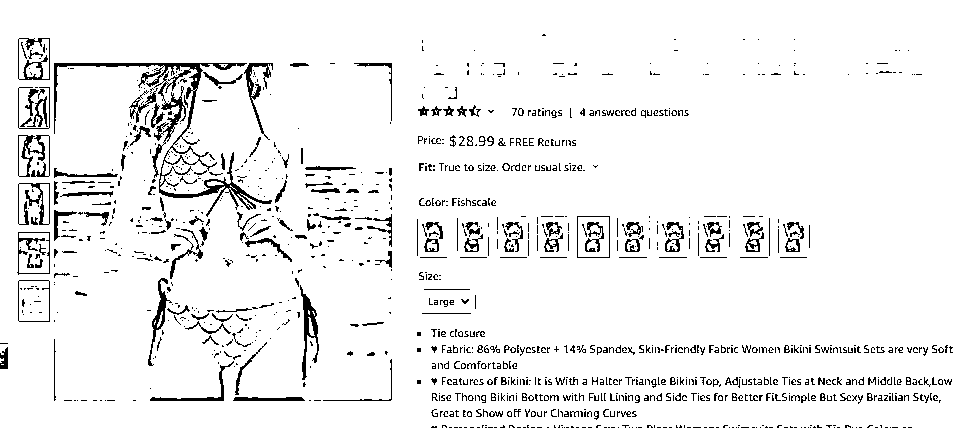 70 ratings | 4 answered questions
Price: $28.99 & FREE Returns
Fit: True to size. Order usual size.
Color: Fishscale
Size:
Large
Tie closure
♥ Fabric: 86% Polyester + 14% Spandex, Skin-Friendly Fabric Women Bikini Swimsuit Sets are very Soft
and Comfortable
♥ Features of Bikini: It is With a Halter Triangle Bikini Top, Adjustable Ties at Neck and Middle Back,Low
Rise Thong Bikini Bottom with Full Lining and Side Ties for Better Fit.Simple But Sexy Brazilian Style,
Great to Show off Your Charming Curves